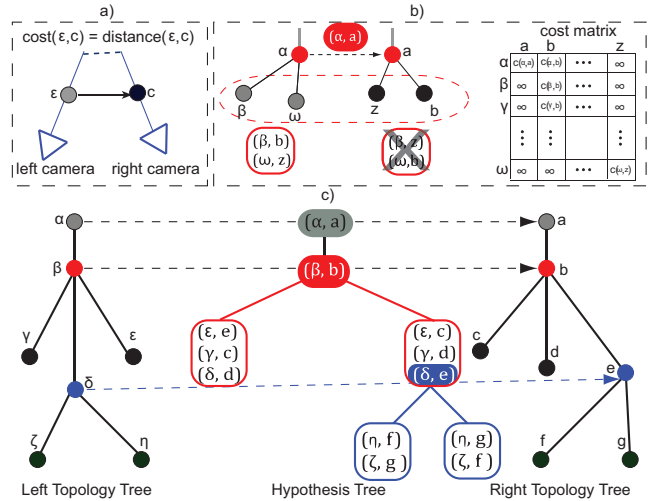 a)
cost(ε,c) = distance(ε,c)
ε
c
left camera
right camera
b)
α
(α, a)
a
β
ω
z
b
(β, b)
(ω, z)
(β, z)
(ω,b)
cost matrix
a b z
α c(α,a) ∞
β ∞ c(β,b) ∞
γ ∞ c(γ,b) ∞
ω ∞ ∞ c(ω,z)
c)
α
(α, a)
a
β
(β, b)
b
γ
ε
(ε, e)
(γ, c)
(δ, d)
(ε, c)
(γ, d)
(δ, e)
c
d
δ
e
ζ
η
(η, f)
(ζ, g)
(η, g)
(ζ, f)
f
g
Left Topology Tree
Hypothesis Tree
Right Topology Tree